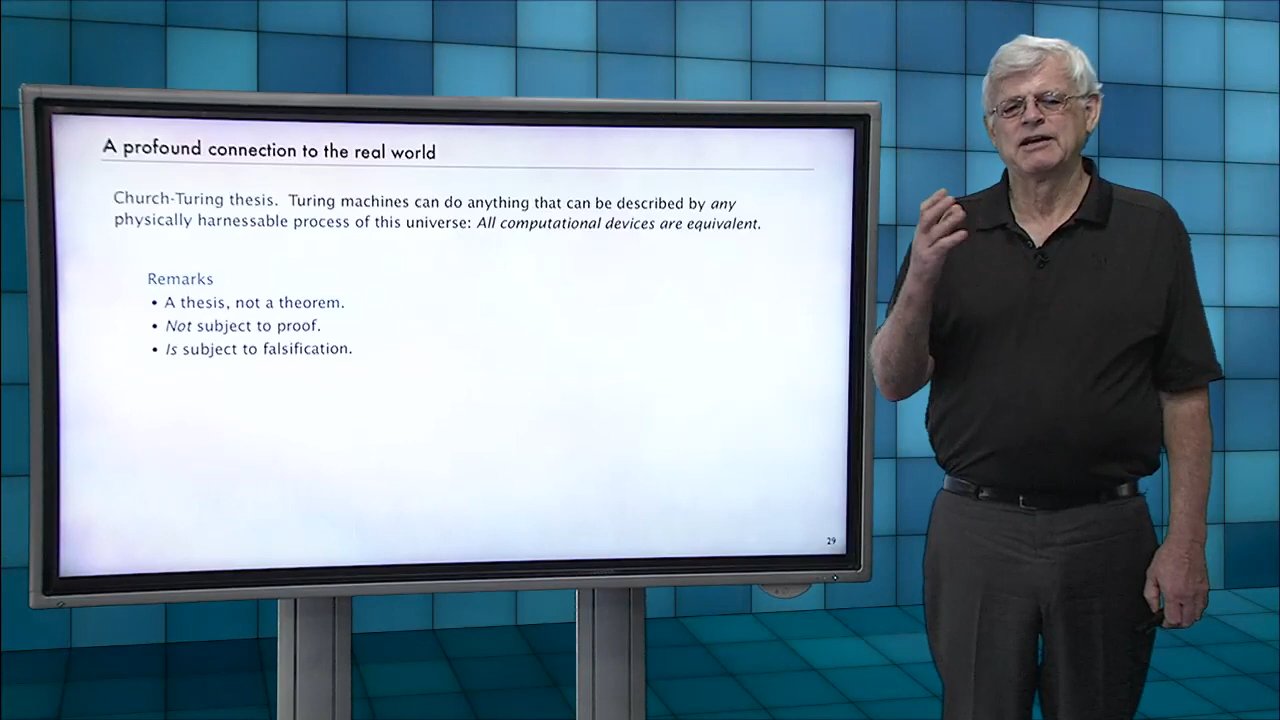 A profound connection to the real world
Church-Turing thesis. Turing machines can do anything that can be described by any
physically harnessable process of this universe: All computational devices are equivalent.
Remarks
• A thesis, not a theorem.
• Not subject to proof.
• Is subject to falsification.
29